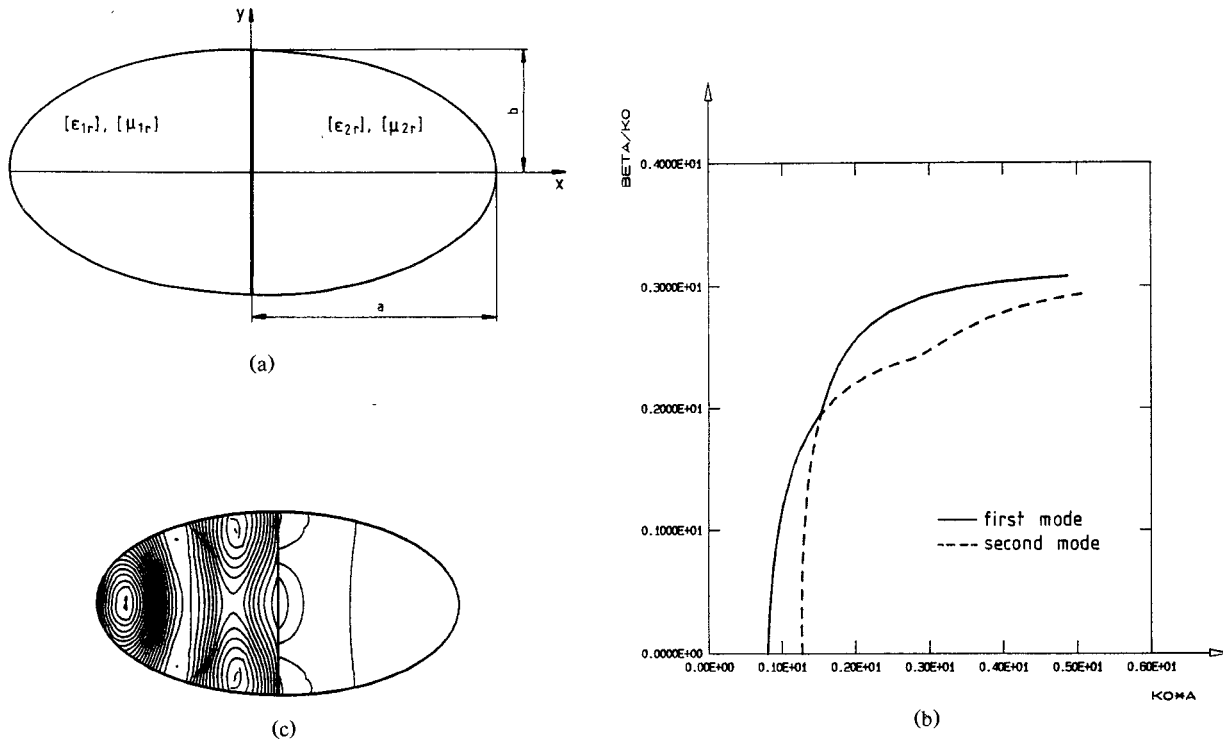 y
[ε1r], [μ1r]
[ε2r], [μ2r]
b
x
a
(a)
(c)
BETA/KO
0.4000E+01
0.3000E+01
0.2000E+01
0.1000E+01
0.0000E+00
0.00E+00 0.10E+01 0.20E+01 0.30E+01 0.40E+01 0.50E+01 0.60E+01
KO*A
first mode
second mode
(b)